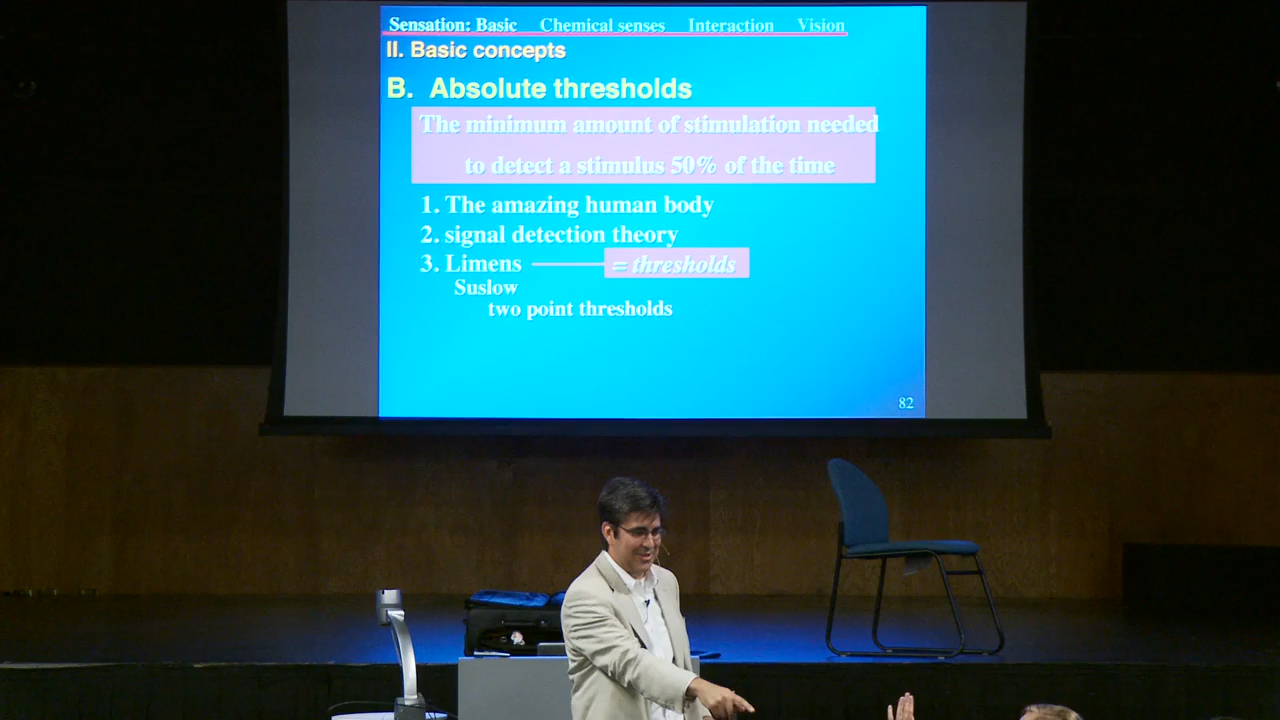 Sensation: Basic Chemical senses Interaction Vision
II. Basic concepts
B. Absolute thresholds
The minimum amount of stimulation needed
to detect a stimulus 50% of the time
1. The amazing human body
2. signal detection theory
3. Limens = thresholds
Suslow
two point thresholds
82